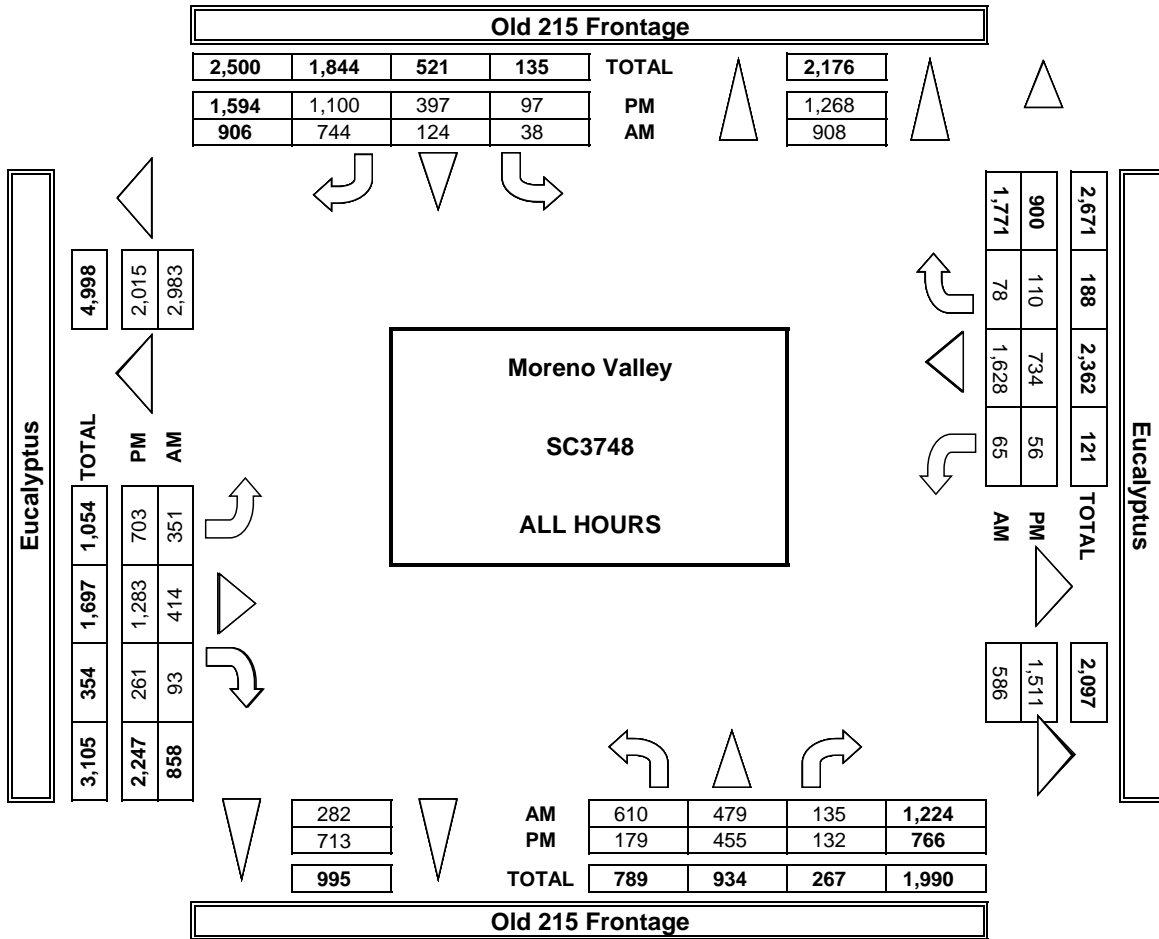 Old 215 Frontage
2,500 1,844 521 135 TOTAL 2,176
1,594 1,100 397 97 PM 1,268
906 744 124 38 AM 908
Eucalyptus
4,998
2,015
2,983
TOTAL 1,054 1,697 354 3,105
PM 703 1,283 261 2,247
AM 351 414 93 858
Moreno Valley
SC3748
ALL HOURS
2,671 188 2,362 121 TOTAL 2,097
900 110 734 56 PM 1,511
1,771 78 1,628 65 AM 586
Eucalyptus
282 AM 610 479 135 1,224
713 PM 179 455 132 766
995 TOTAL 789 934 267 1,990
Old 215 Frontage